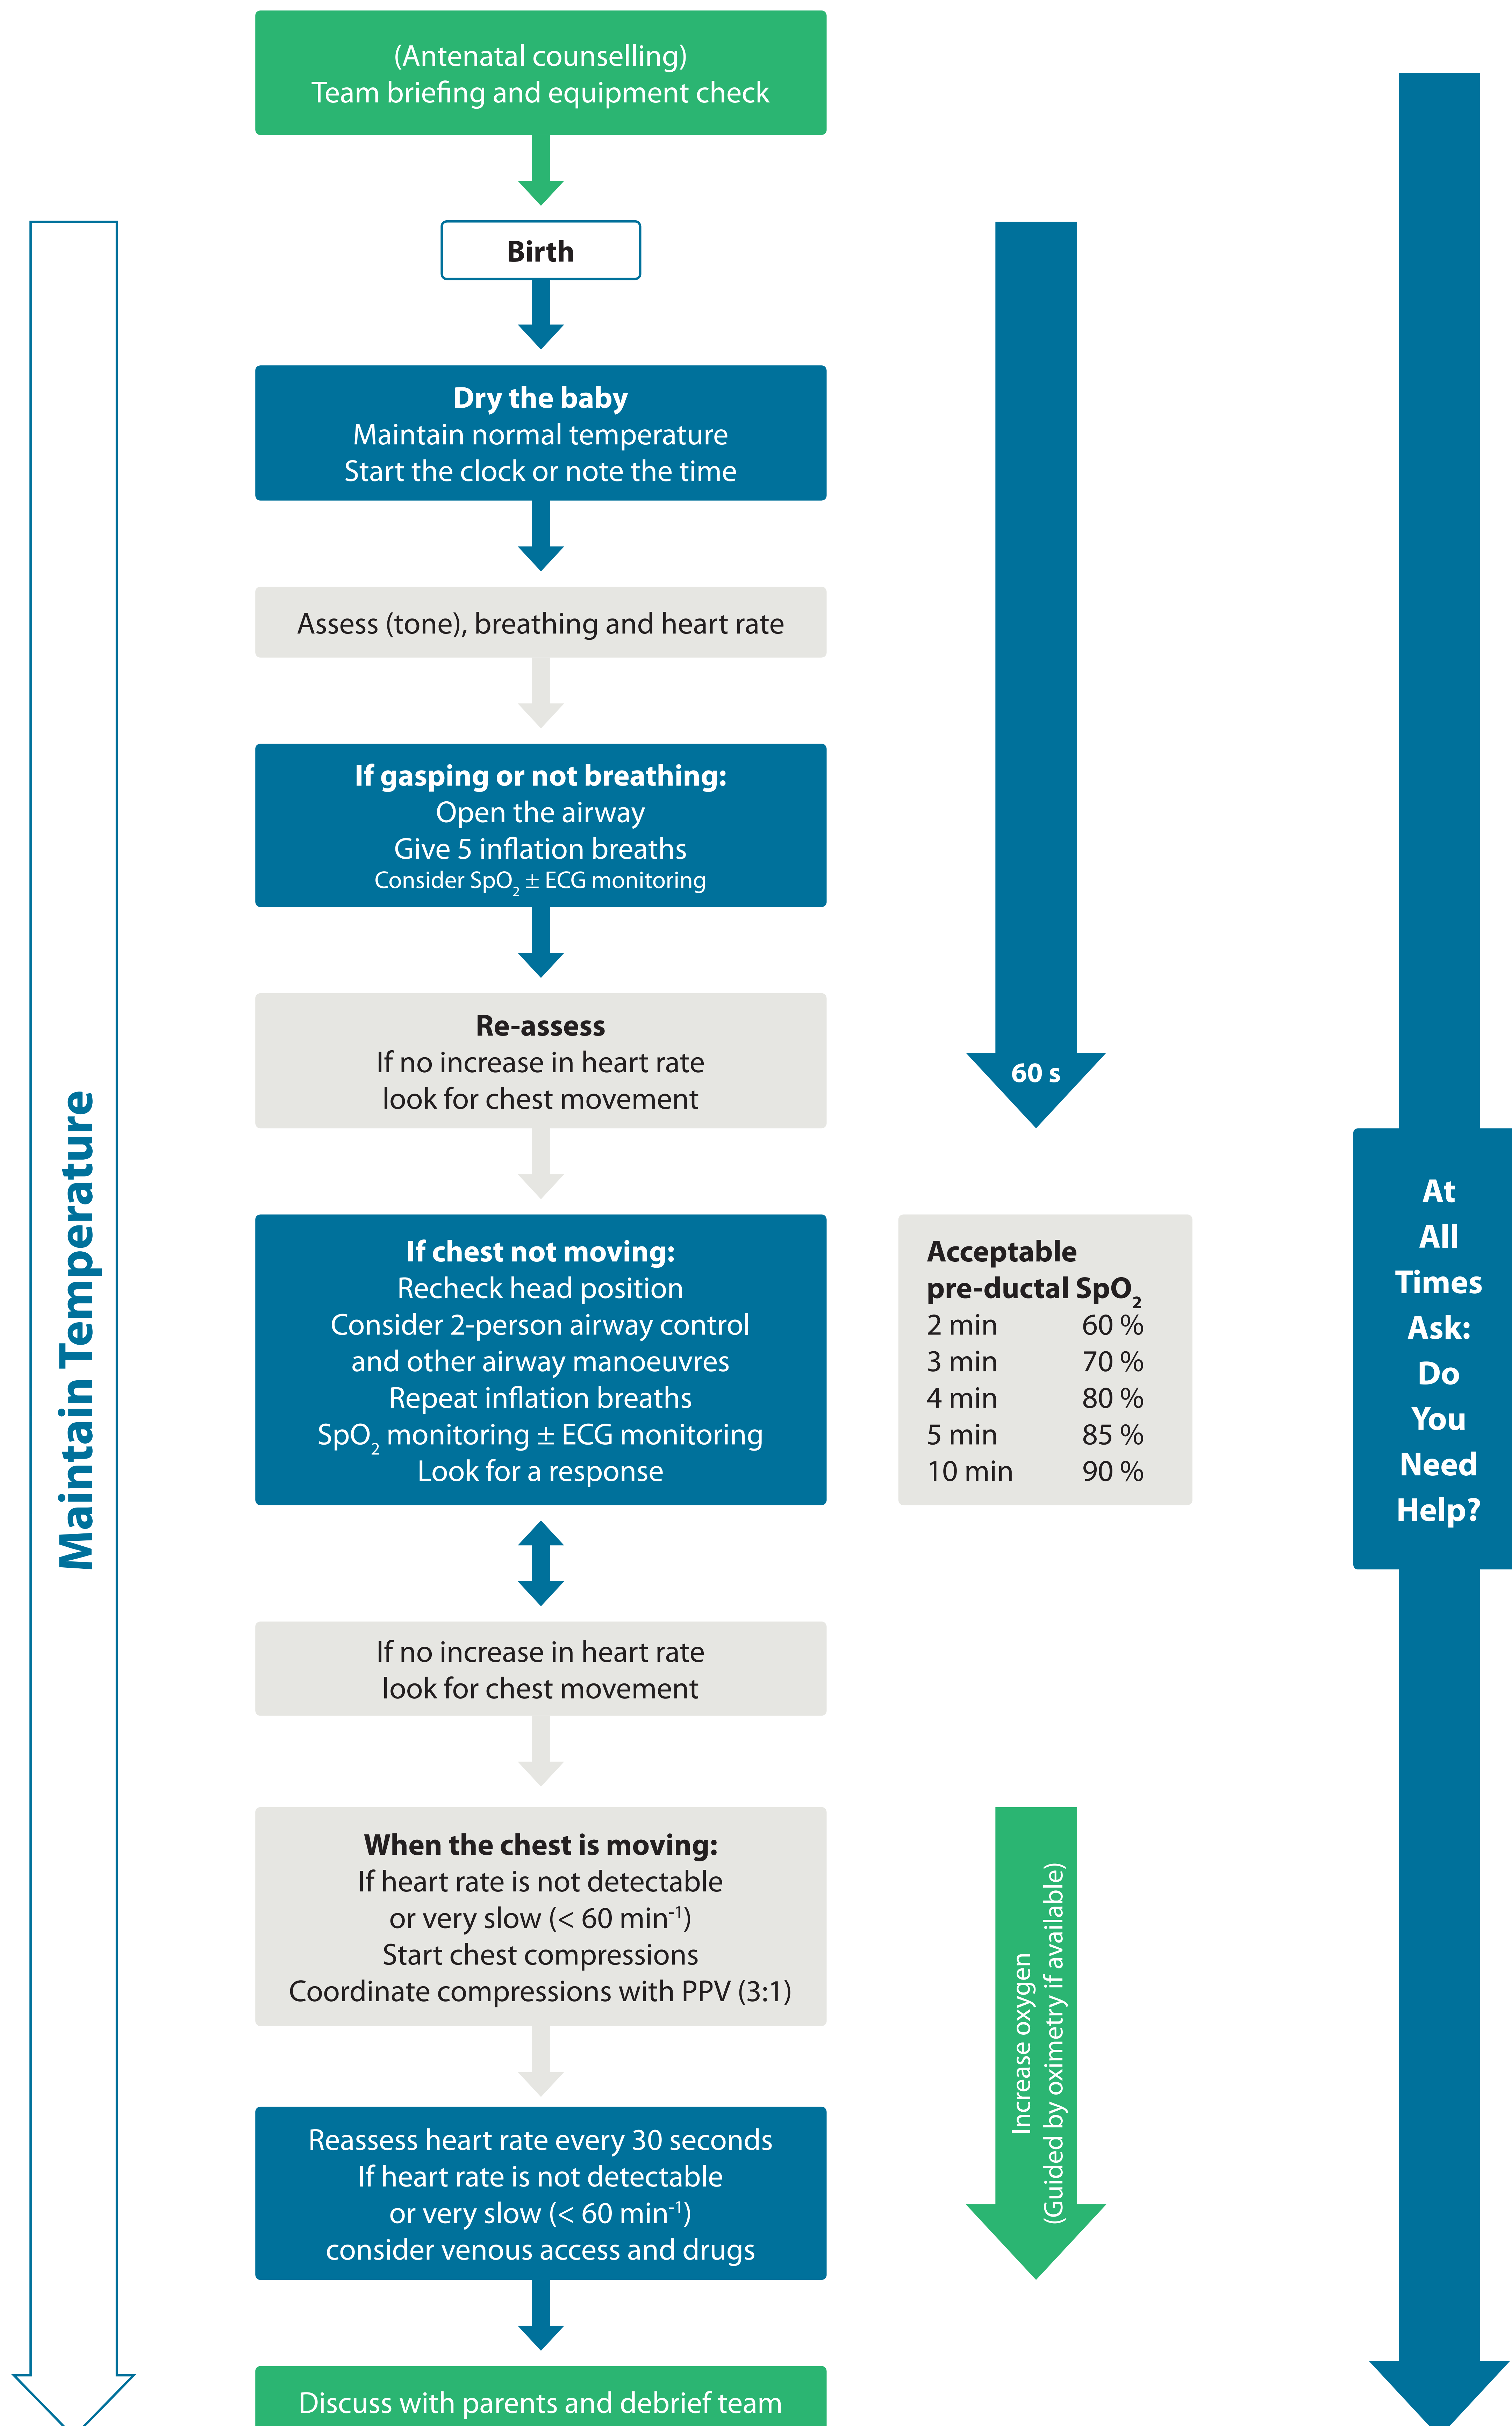 (Antenatal counselling)
Team briefing and equipment check
Birth
Dry the baby
Maintain normal temperature
Start the clock or note the time
Assess (tone), breathing and heart rate
If gasping or not breathing:
Open the airway
Give 5 inflation breaths
Consider SpO₂ ± ECG monitoring
Re-assess
If no increase in heart rate
look for chest movement
If chest not moving:
Recheck head position
Consider 2-person airway control
and other airway manoeuvres
Repeat inflation breaths
SpO₂ monitoring ± ECG monitoring
Look for a response
If no increase in heart rate
look for chest movement
When the chest is moving:
If heart rate is not detectable
or very slow (< 60 min⁻¹)
Start chest compressions
Coordinate compressions with PPV (3:1)
Reassess heart rate every 30 seconds
If heart rate is not detectable
or very slow (< 60 min⁻¹)
consider venous access and drugs
Discuss with parents and debrief team
Maintain Temperature
60 s
Acceptable
pre-ductal SpO₂
2 min 60 %
3 min 70 %
4 min 80 %
5 min 85 %
10 min 90 %
Increase oxygen
(Guided by oximetry if available)
At
All
Times
Ask:
Do
You
Need
Help?